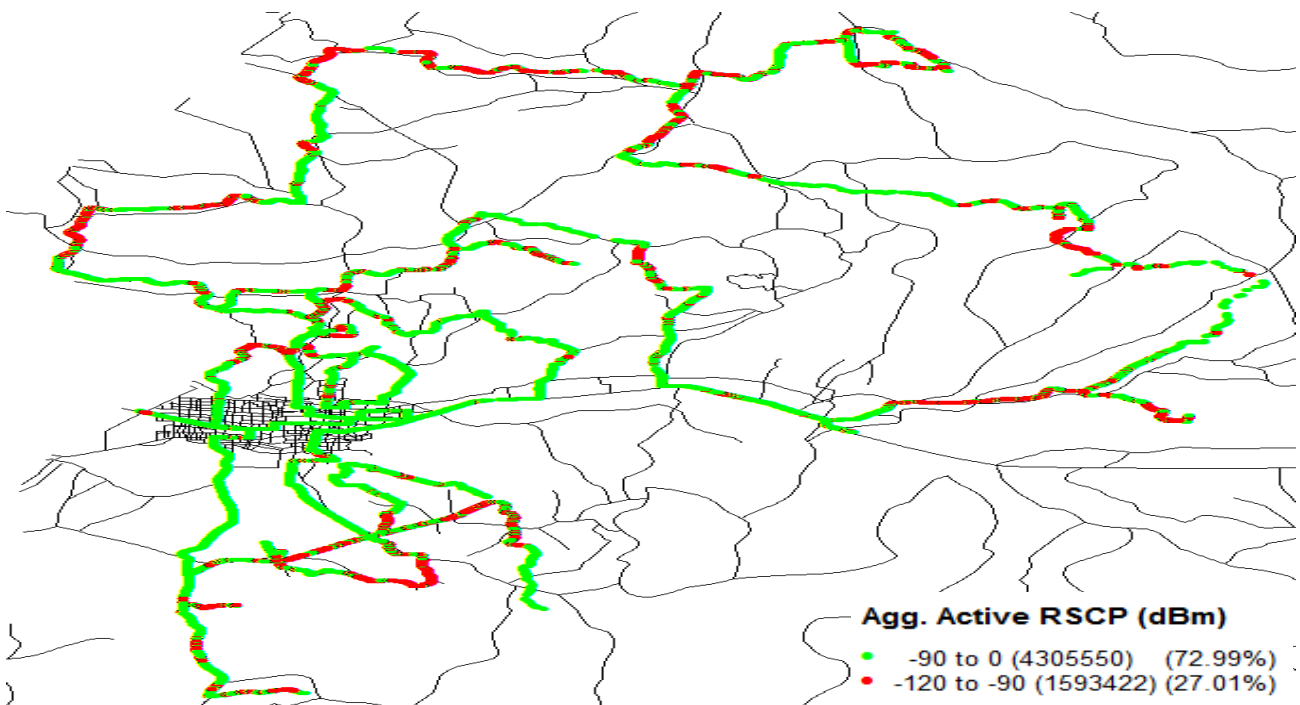 Agg. Active RSCP (dBm)
-90 to 0 (4305550) (72.99%)
-120 to -90 (1593422) (27.01%)